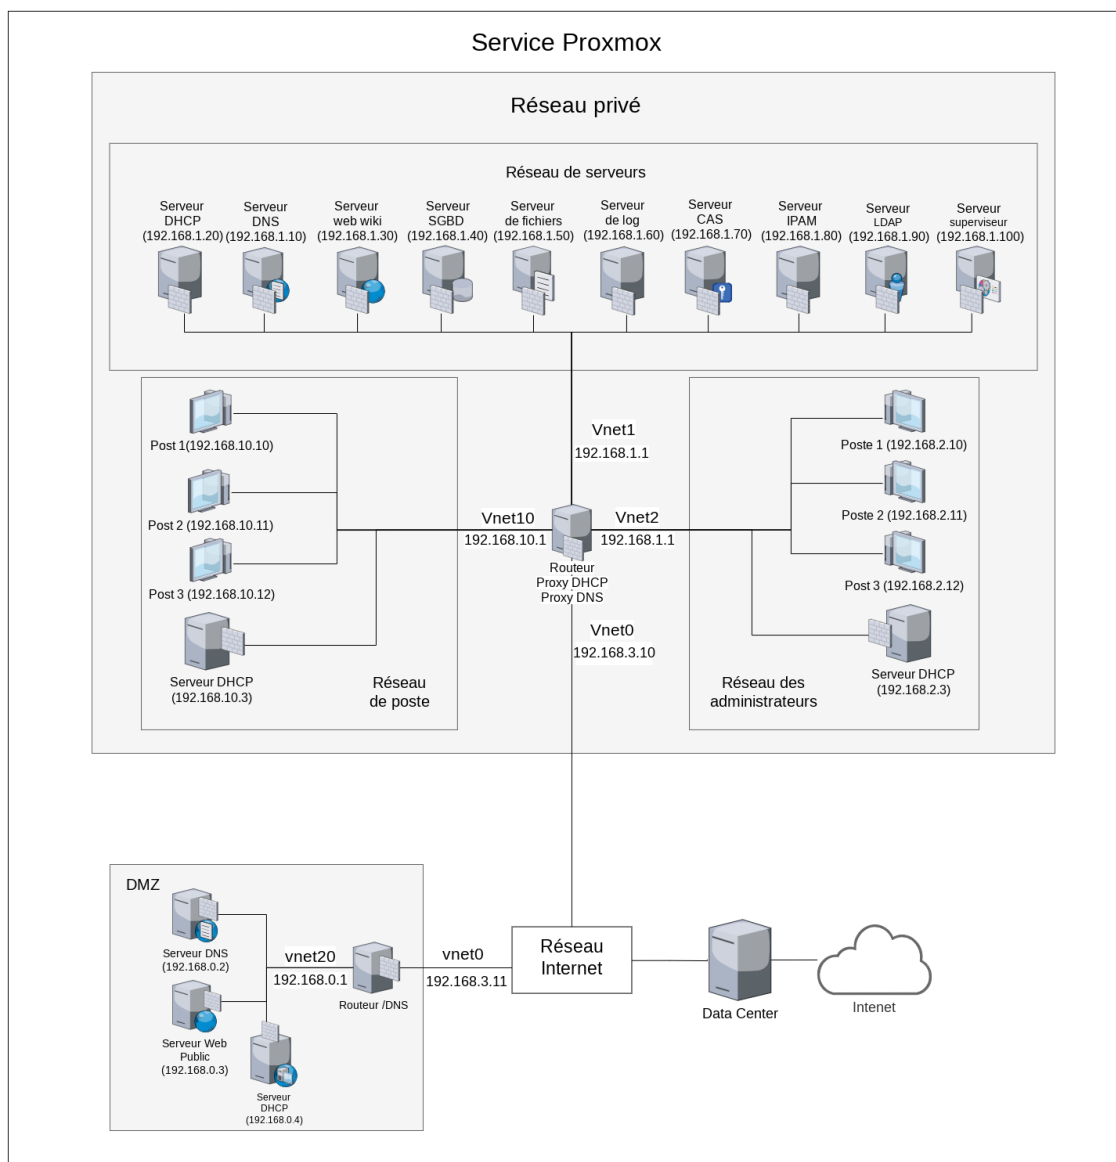 Service Proxmox
Réseau privé
Réseau de serveurs
Serveur
DHCP
(192.168.1.20)
Serveur
DNS
(192.168.1.10)
Serveur
web wiki
(192.168.1.30)
Serveur
SGBD
(192.168.1.40)
Serveur
de fichiers
(192.168.1.50)
Serveur
de log
(192.168.1.60)
Serveur
CAS
(192.168.1.70)
Serveur
IPAM
(192.168.1.80)
Serveur
LDAP
(192.168.1.90)
Serveur
superviseur
(192.168.1.100)
Post 1(192.168.10.10)
Post 2 (192.168.10.11)
Post 3 (192.168.10.12)
Serveur DHCP
(192.168.10.3)
Réseau
de poste
Vnet1
192.168.1.1
Vnet10
192.168.10.1
Vnet2
192.168.1.1
Routeur
Proxy DHCP
Proxy DNS
Vnet0
192.168.3.10
Poste 1 (192.168.2.10)
Poste 2 (192.168.2.11)
Post 3 (192.168.2.12)
Serveur DHCP
(192.168.2.3)
Réseau des
administrateurs
DMZ
Serveur DNS
(192.168.0.2)
Serveur Web
Public
(192.168.0.3)
Serveur
DHCP
(192.168.0.4)
vnet20
192.168.0.1
Routeur /DNS
vnet0
192.168.3.11
Réseau
Internet
Data Center
Intenet